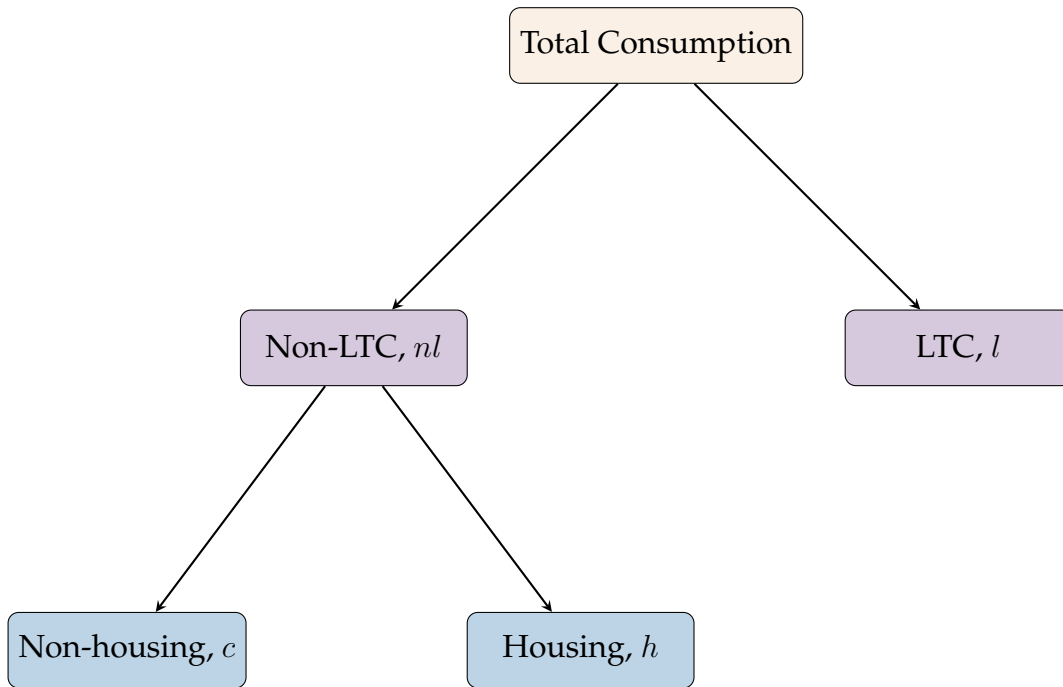 Total Consumption
Non-LTC, nl
LTC, l
Non-housing, c
Housing, h